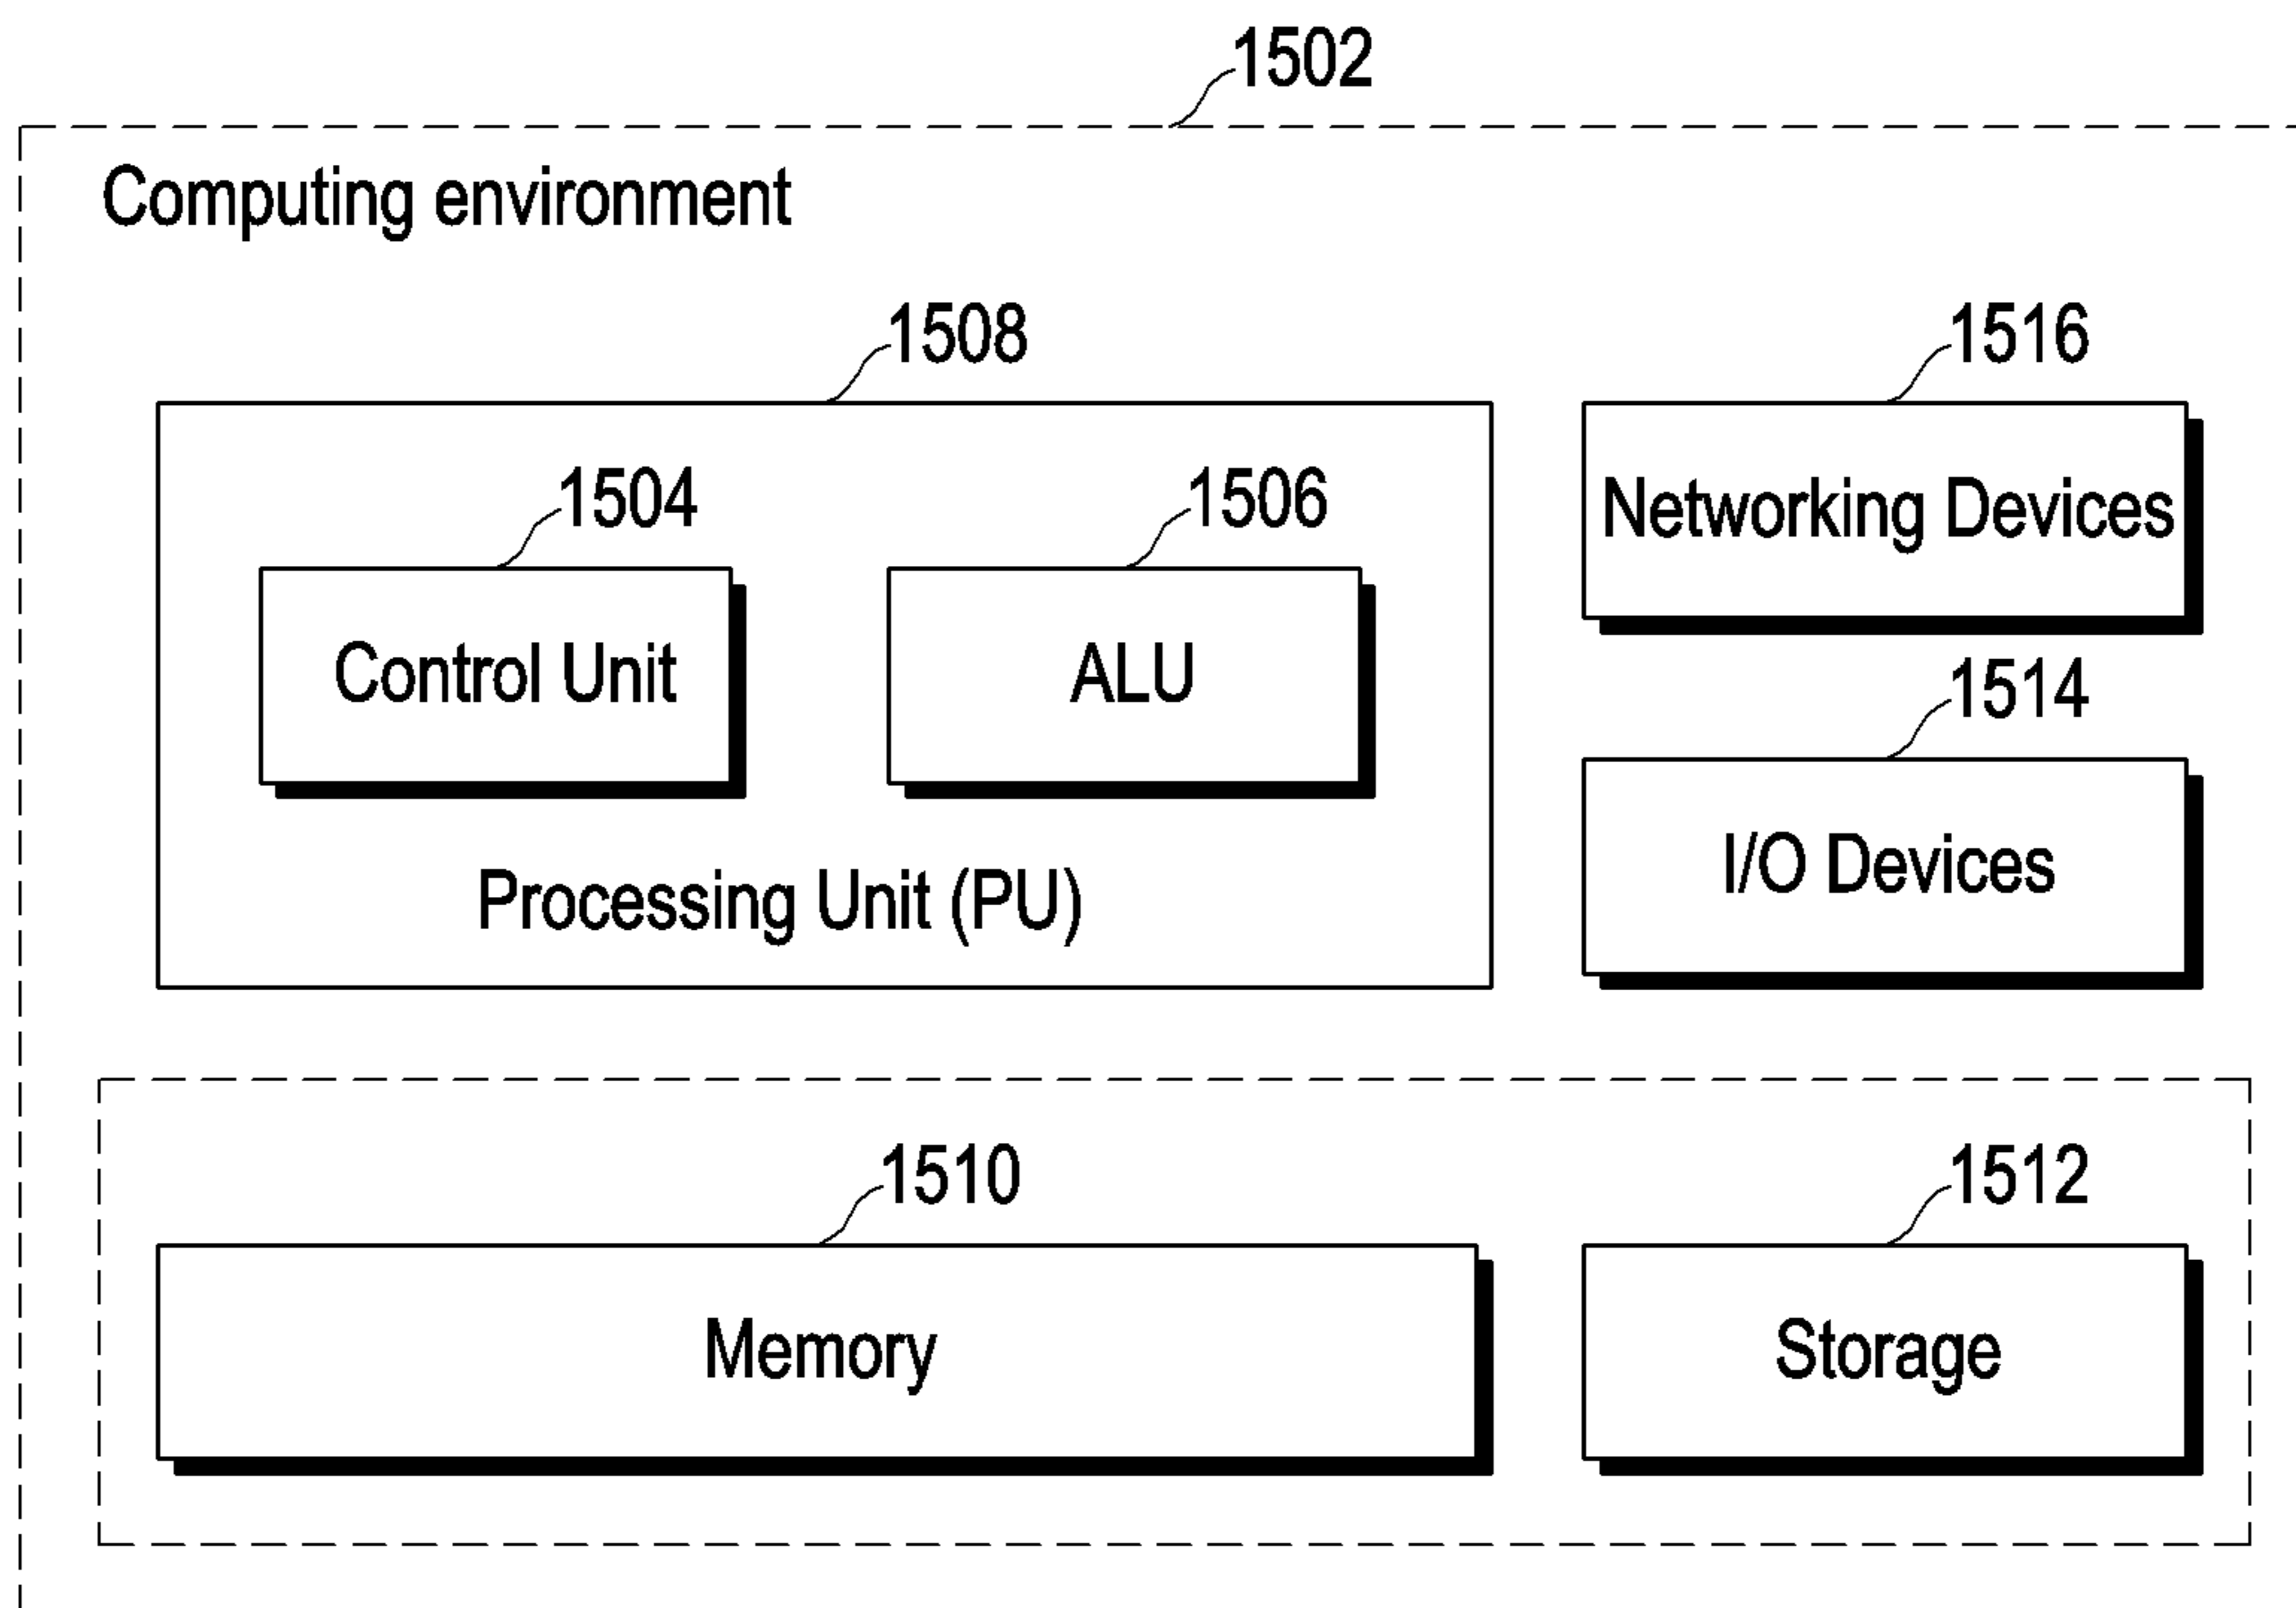 1502
Computing environment
1508
1516
1504
1506
Networking Devices
Control Unit
ALU
1514
I/O Devices
Processing Unit (PU)
1510
1512
Memory
Storage